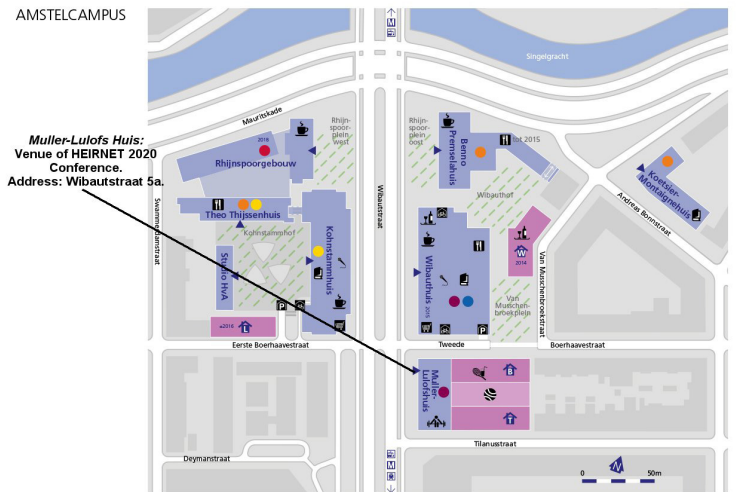 AMSTELCAMPUS
M
Singelgracht
Mauritskade
Muller-Lulofs Huis:
Venue of HEIRNET 2020
Conference.
Address: Wibautstraat 5a.
2018
Rhijnspoorgebouw
Rhijn-
spoor-
plein
west
Rhijn-
spoor-
plein
oost
Benno
Premselahuis
tot 2015
Koetsier-
Montaignehuis
Andreas Bonnstraat
Wibauthof
Wibautstraat
Swammerdamstraat
Theo Thijssenhuis
Kohnstammhof
Kohnstammhuis
Studio HvA
P
±2016
L
Wibauthuis
2016
W
2014
Van Musschenbroekstraat
Van
Musschen-
broekplein
P
Eerste Boerhaavestraat
Tweede
Boerhaavestraat
Muller-
Lulofshuis
B
T
Tilanusstraat
Deymanstraat
M
N
0
50m